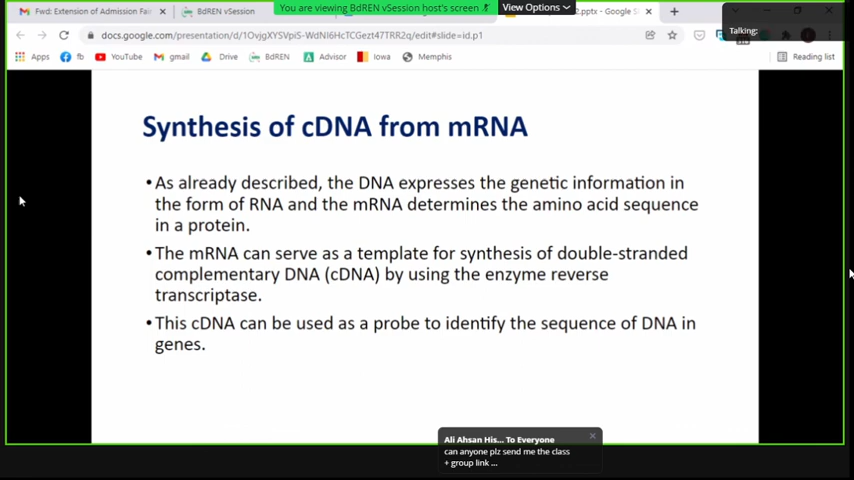 You are viewing BdREN vSession host's screen
View Options
Fwd: Extension of Admission Fair
BdREN vSession
2.pptx - Google S
Talking:
docs.google.com/presentation/d/1OvjgXYSVpiS-WdNI6HcTCGezt47TRR2q/edit#slide=id.p1
Apps
fb
YouTube
gmail
Drive
BdREN
Advisor
Iowa
Memphis
Reading list
Synthesis of cDNA from mRNA
•As already described, the DNA expresses the genetic information in
the form of RNA and the mRNA determines the amino acid sequence
in a protein.
•The mRNA can serve as a template for synthesis of double-stranded
complementary DNA (cDNA) by using the enzyme reverse
transcriptase.
•This cDNA can be used as a probe to identify the sequence of DNA in
genes.
Ali Ahsan His... To Everyone
can anyone plz send me the class
+ group link ...